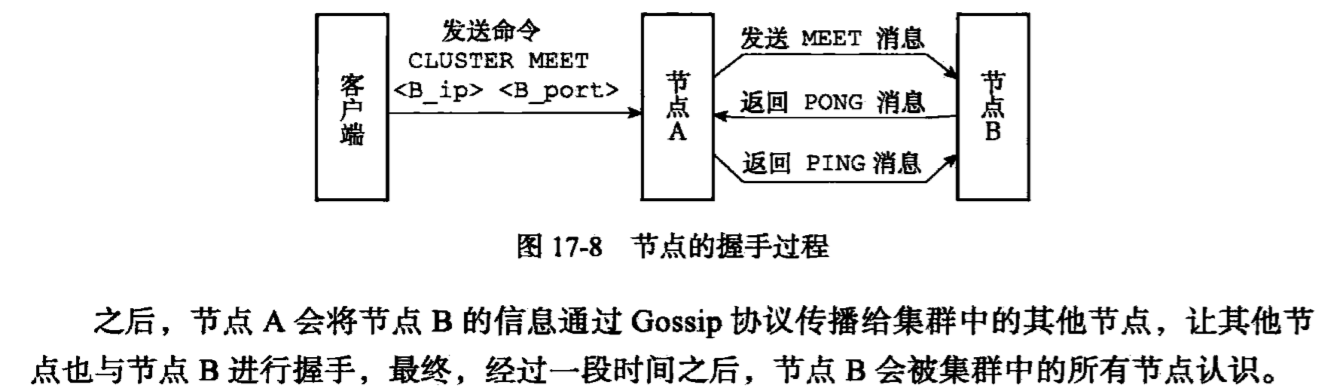 发送命令
CLUSTER MEET
<B_ip> <B_port>
客户端
节点A
发送 MEET 消息
返回 PONG 消息
返回 PING 消息
节点B
图 17-8 节点的握手过程
之后，节点 A 会将节点 B 的信息通过 Gossip 协议传播给集群中的其他节点，让其他节
点也与节点 B 进行握手，最终，经过一段时间之后，节点 B 会被集群中的所有节点认识。